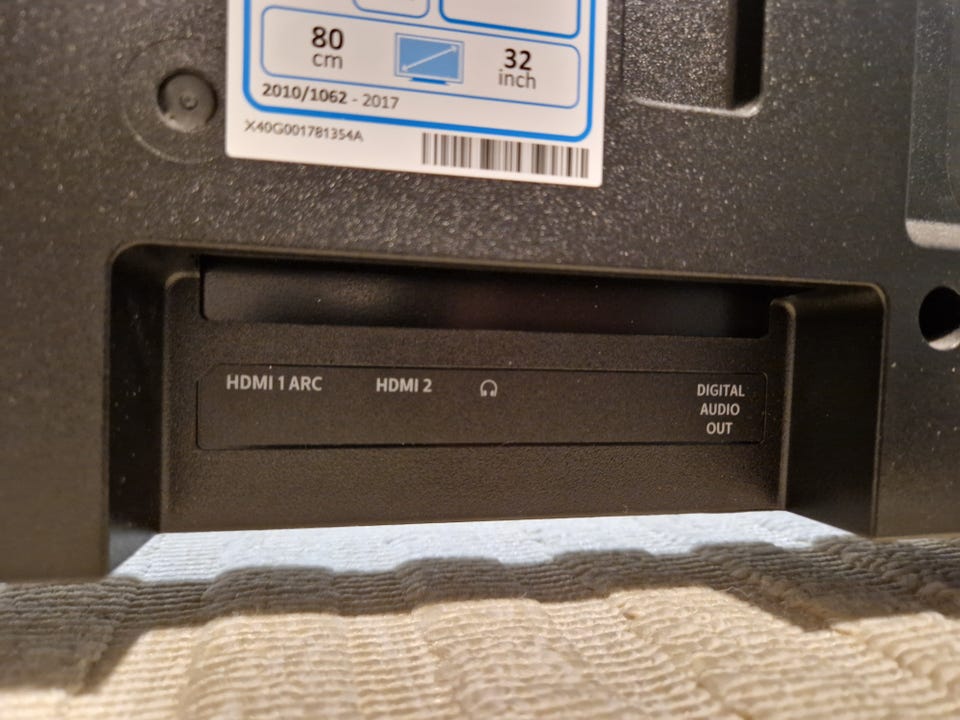 80
cm
32
inch
2010/1062 - 2017
X40G001781354A
HDMI 1 ARC
HDMI 2
DIGITAL
AUDIO
OUT